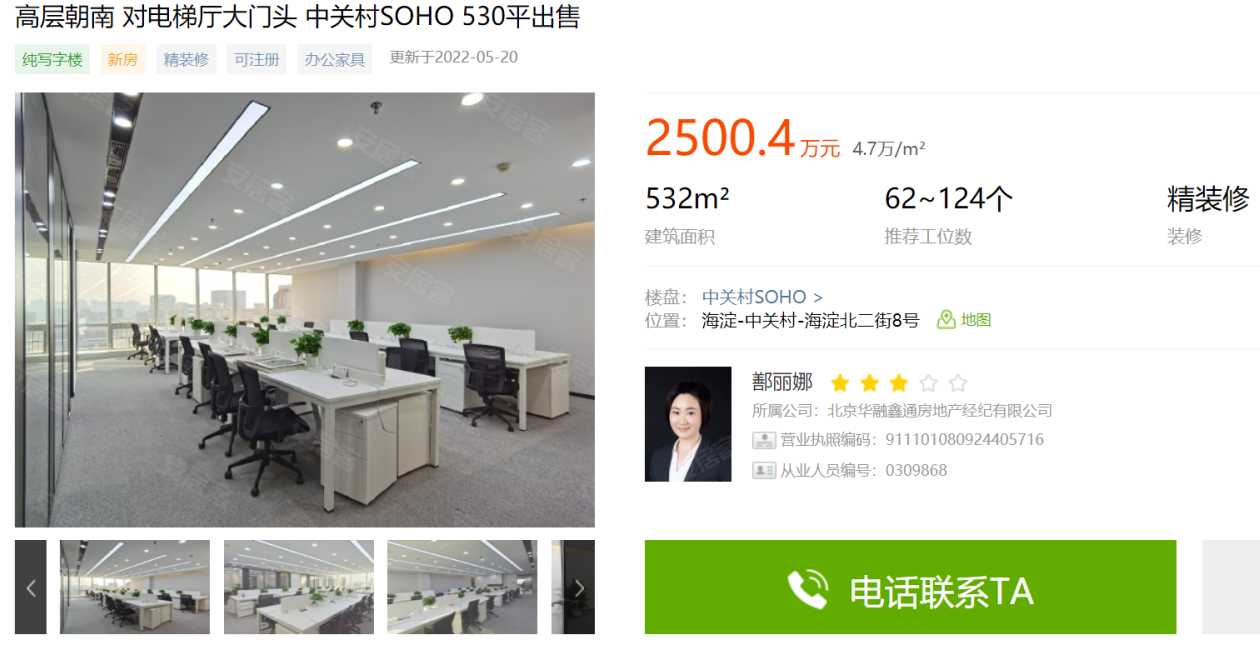 高层朝南 对电梯厅大门头 中关村SOHO 530平出售
纯写字楼 新房 精装修 可注册 办公家具 更新于2022-05-20
安居客
2500.4万元 4.7万/m²
532m² 62~124个 精装修
建筑面积 推荐工位数 装修
楼盘： 中关村SOHO >
位置： 海淀-中关村-海淀北二街8号 地图
鄯丽娜
所属公司：北京华融鑫通房地产经纪有限公司
营业执照编码：911101080924405716
从业人员编号：0309868
电话联系TA